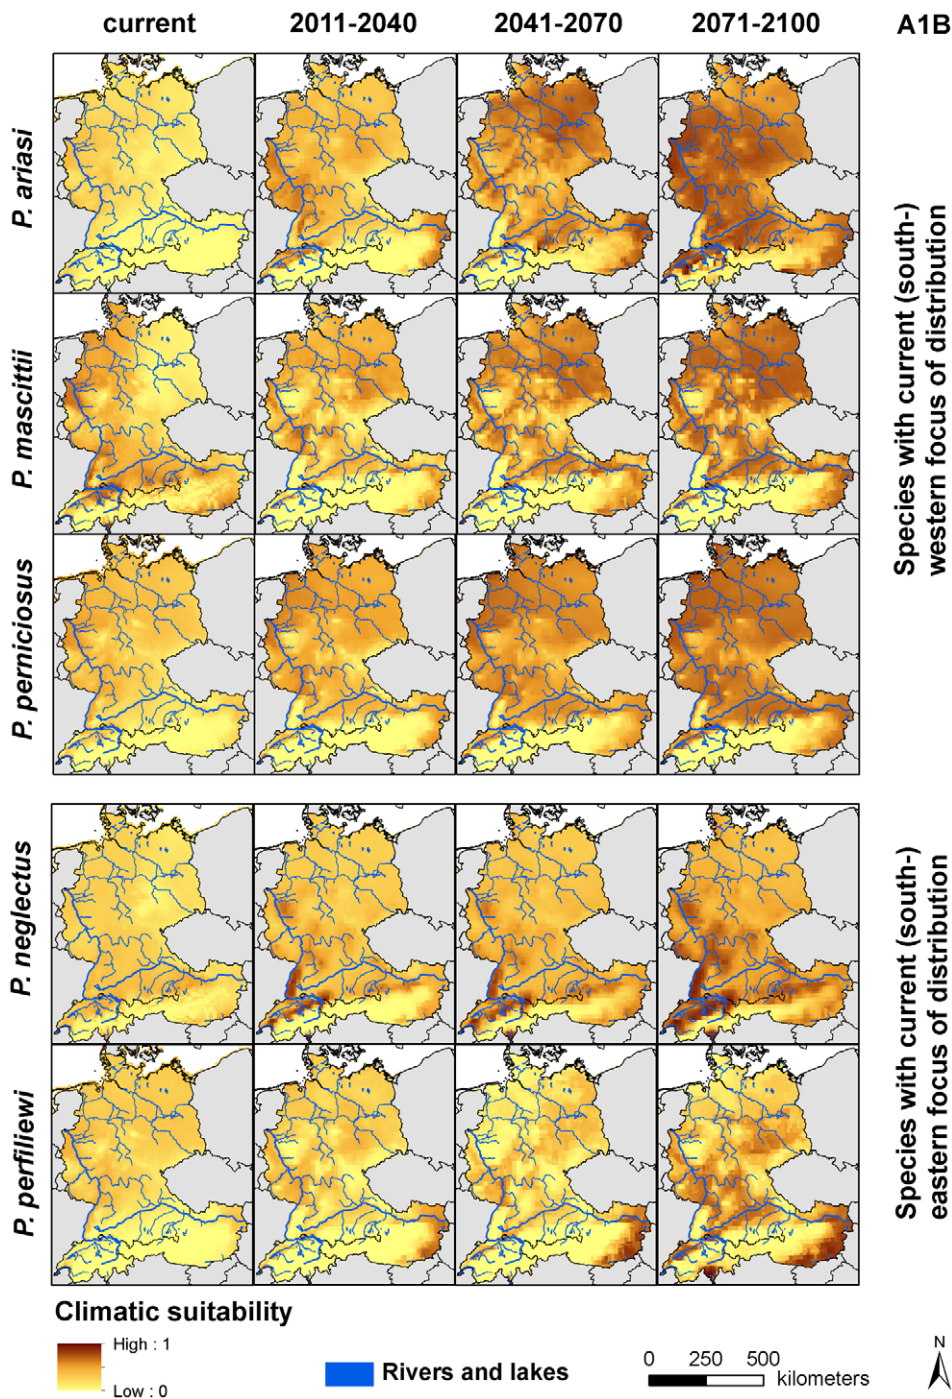 current 2011-2040 2041-2070 2071-2100 A1B
P. ariasi
P. mascittii
P. perniciosus
Species with current (south-)
western focus of distribution
P. neglectus
P. perfiliewi
Species with current (south-)
eastern focus of distribution
Climatic suitability
High : 1
Low : 0
Rivers and lakes
0 250 500
kilometers
N